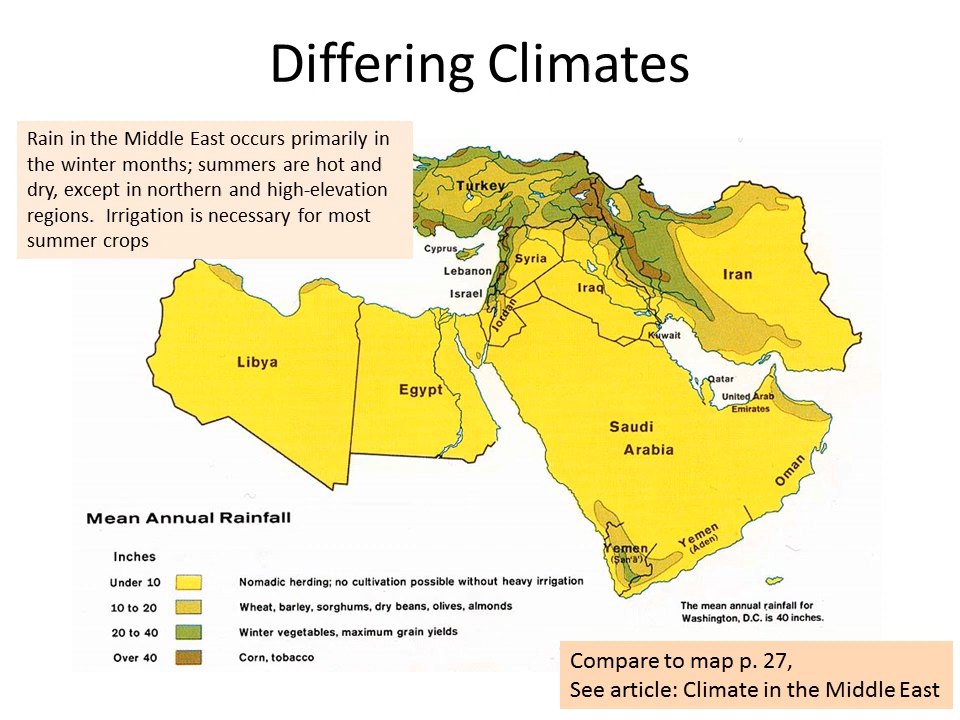 Differing Climates
Rain in the Middle East occurs primarily in
the winter months; summers are hot and
dry, except in northern and high-elevation
regions.  Irrigation is necessary for most
summer crops
Turkey
Cyprus
Lebanon
Syria
Israel
Iraq
Iran
Jordan
Kuwait
Libya
Egypt
Qatar
United Arab
Emirates
Saudi
Arabia
Oman
Yemen
(Aden)
Yemen
(Ṣan'ā')
Mean Annual Rainfall
Inches
Under 10 Nomadic herding; no cultivation possible without heavy irrigation
10 to 20 Wheat, barley, sorghums, dry beans, olives, almonds
20 to 40 Winter vegetables, maximum grain yields
Over 40 Corn, tobacco
The mean annual rainfall for
Washington, D.C. is 40 inches.
Compare to map p. 27,
See article: Climate in the Middle East